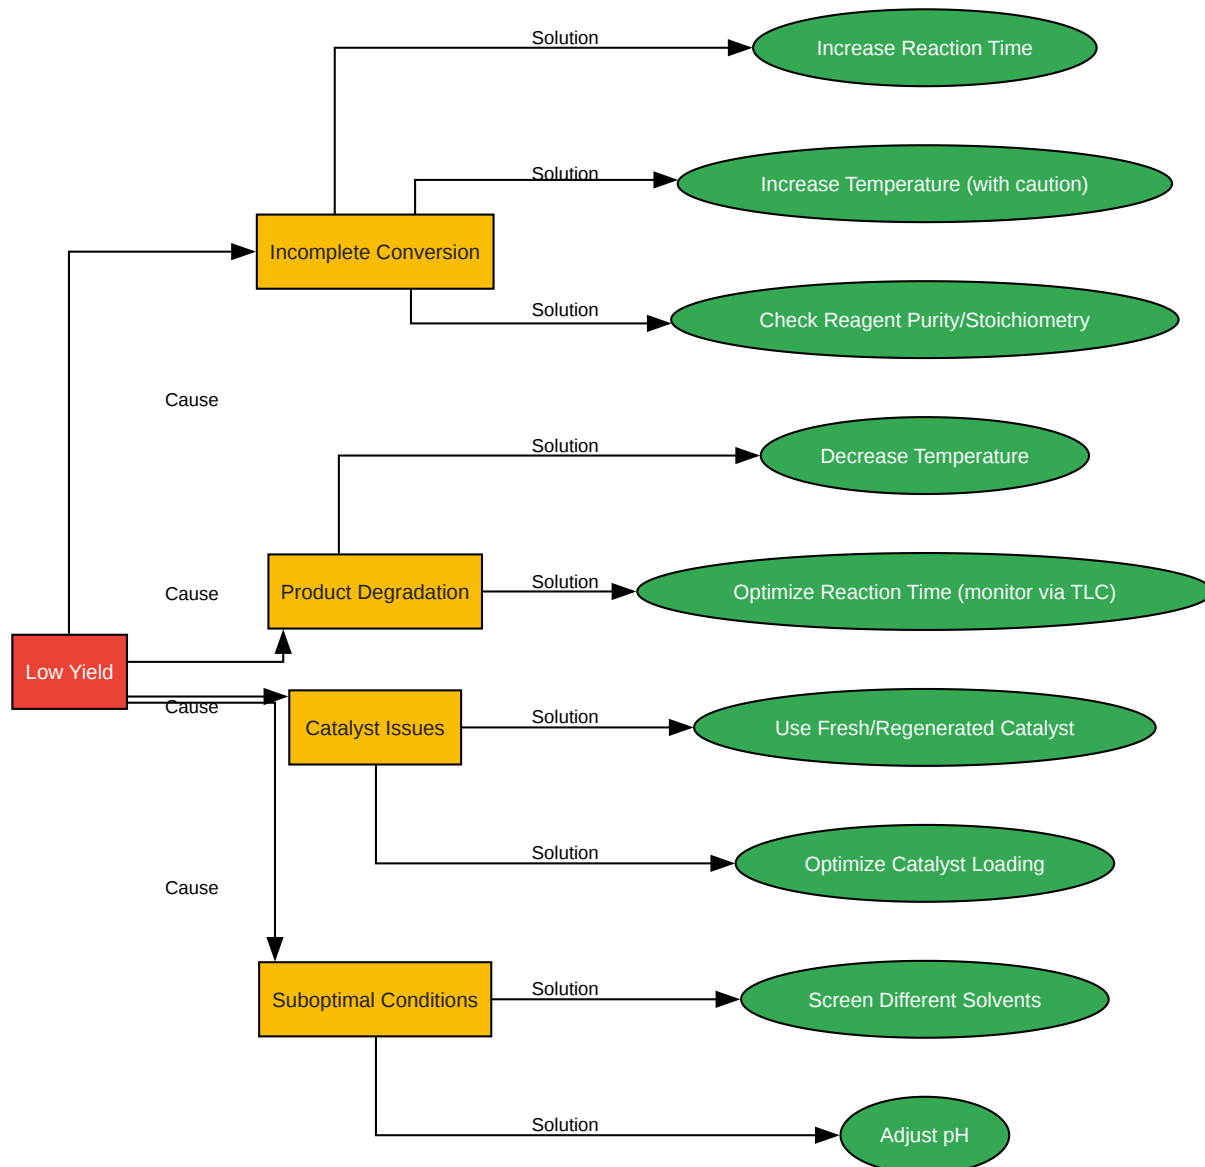 Solution
Increase Reaction Time
Solution
Increase Temperature (with caution)
Incomplete Conversion
Solution
Check Reagent Purity/Stoichiometry
Cause
Solution
Decrease Temperature
Cause
Product Degradation
Solution
Optimize Reaction Time (monitor via TLC)
Low Yield
Cause
Catalyst Issues
Solution
Use Fresh/Regenerated Catalyst
Solution
Optimize Catalyst Loading
Cause
Suboptimal Conditions
Solution
Screen Different Solvents
Solution
Adjust pH